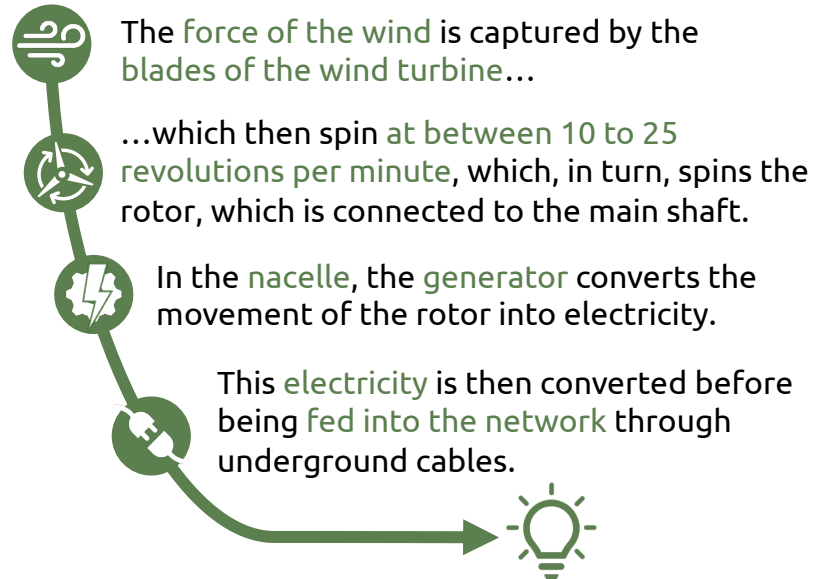 The force of the wind is captured by the
blades of the wind turbine…
…which then spin at between 10 to 25
revolutions per minute, which, in turn, spins the
rotor, which is connected to the main shaft.
In the nacelle, the generator converts the
movement of the rotor into electricity.
This electricity is then converted before
being fed into the network through
underground cables.